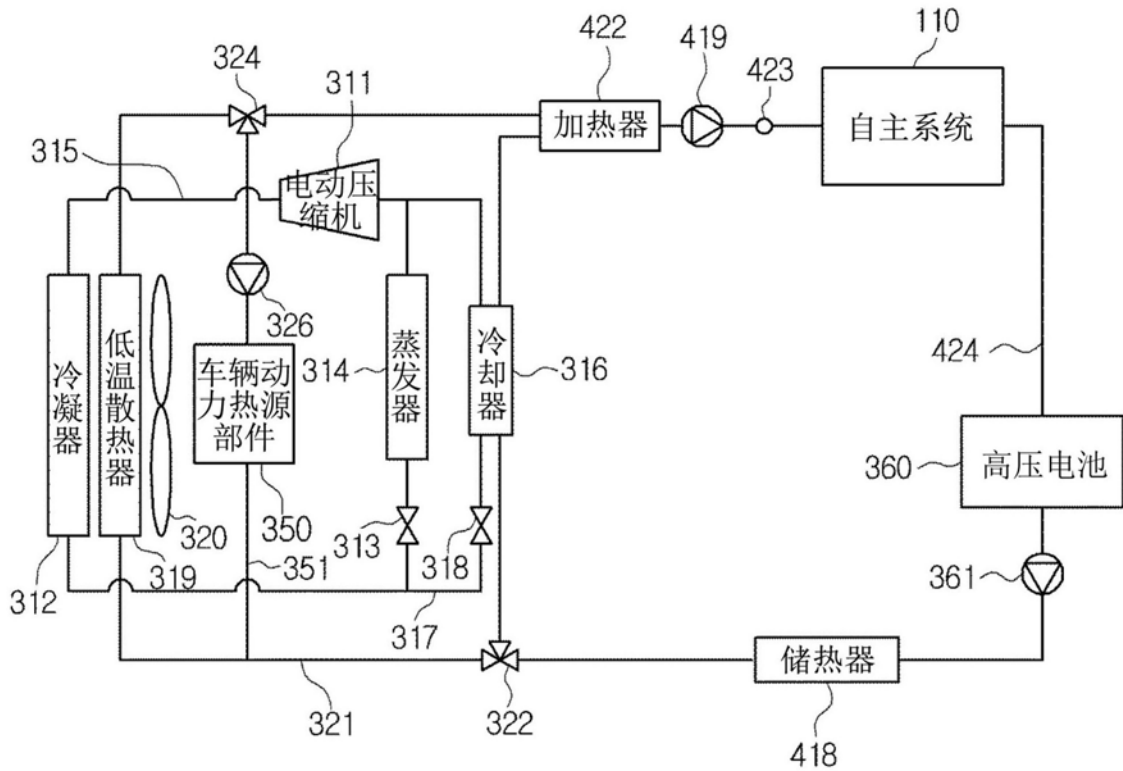 422
419
110
324
311
423
加热器
自主系统
315
电动压
缩机
326
冷凝器
低温散热器
车辆动
力热源
部件
314
蒸发器
冷却器
316
424
360
高压电池
320
350
313
318
361
312
319
351
317
储热器
321
322
418